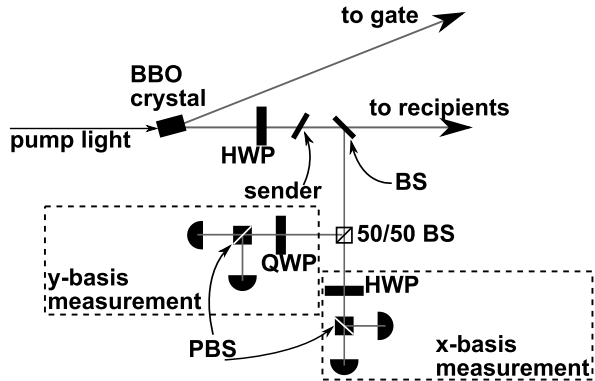 to gate
BBO
crystal
to recipients
pump light
HWP
sender
BS
50/50 BS
QWP
y-basis
measurement
HWP
PBS
x-basis
measurement